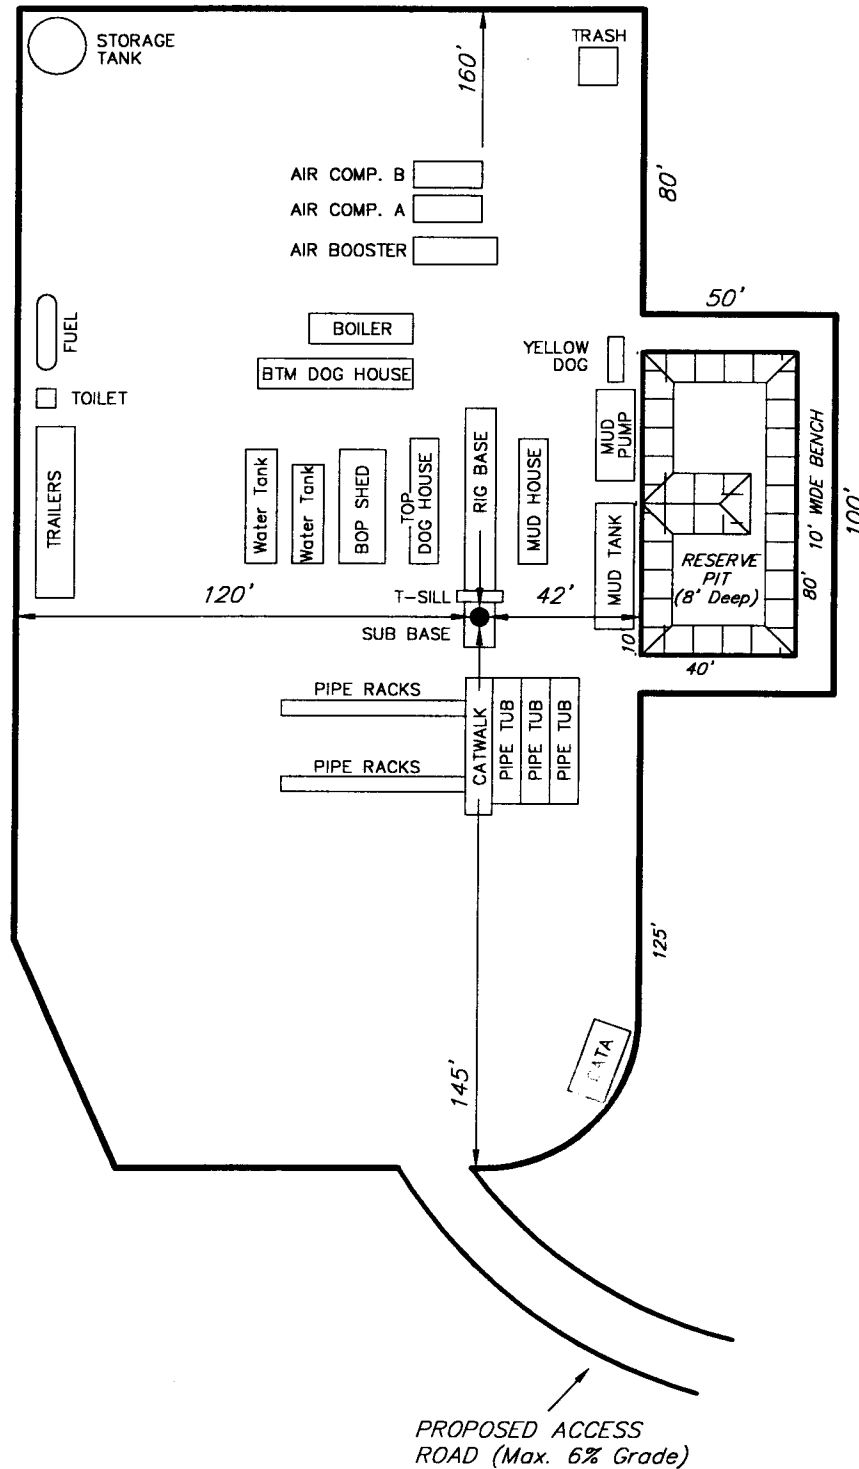 STORAGE
TANK
TRASH
160'
AIR COMP. B
AIR COMP. A
AIR BOOSTER
80'
50'
FUEL
BOILER
YELLOW
DOG
BTM DOG HOUSE
TOILET
MUD
PUMP
TRAILERS
Water Tank
Water Tank
BOP SHED
TOP
DOG HOUSE
RIG BASE
MUD HOUSE
MUD TANK
RESERVE
PIT
(8' Deep)
80'
10' WIDE BENCH
100'
120'
T-SILL
42'
SUB BASE
10'
40'
PIPE RACKS
PIPE RACKS
CATWALK
PIPE TUB
PIPE TUB
PIPE TUB
125'
145'
PROPOSED ACCESS
ROAD (Max. 6% Grade)